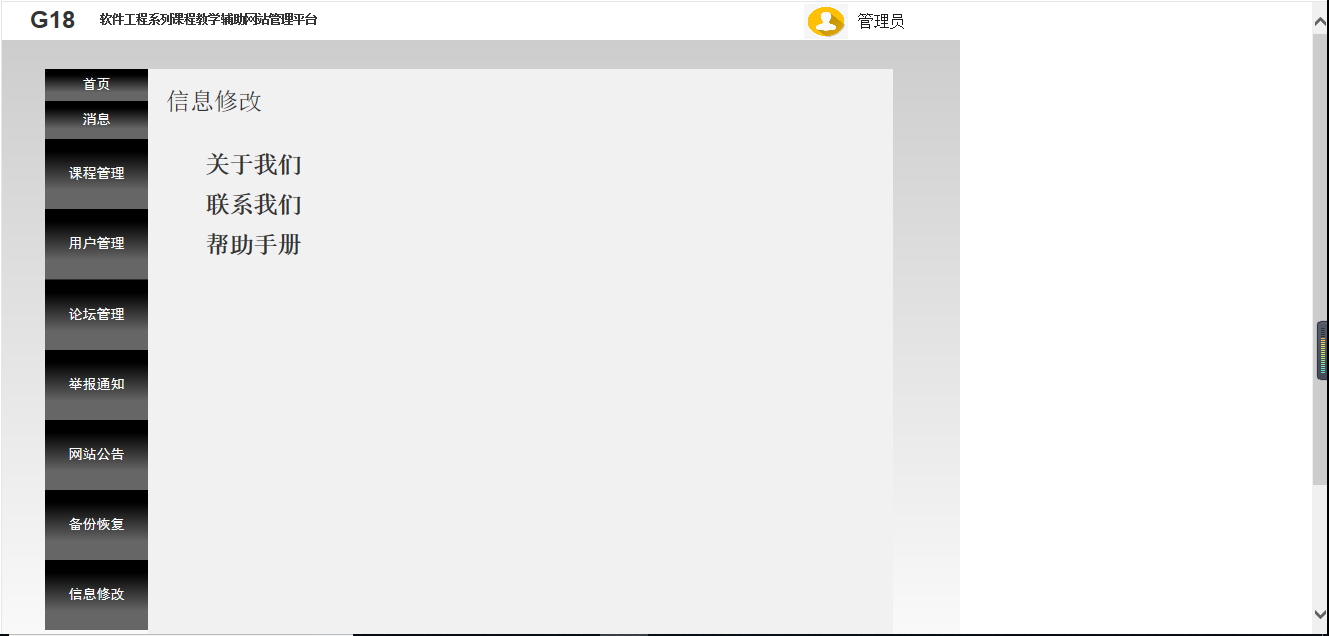 G18 软件工程系列课程教学辅助网站管理平台 管理员
首页
消息
课程管理
用户管理
论坛管理
举报通知
网站公告
备份恢复
信息修改
信息修改
关于我们
联系我们
帮助手册